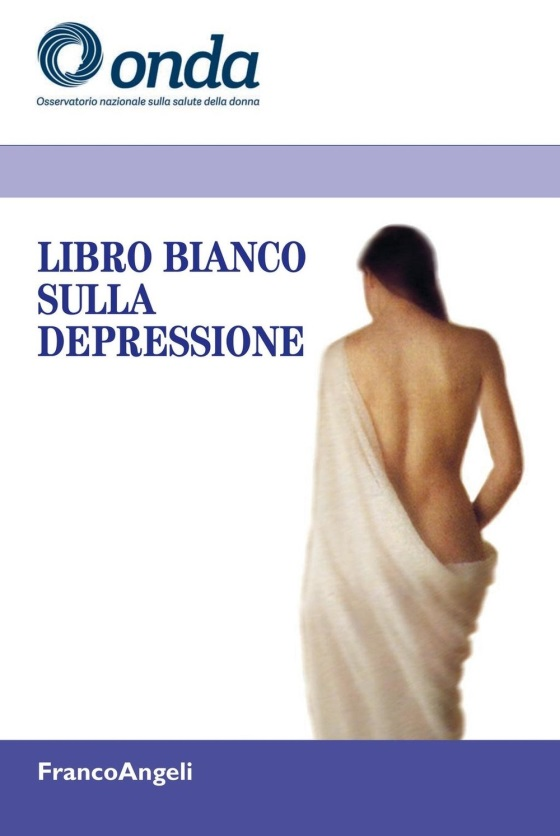 onda
Osservatorio nazionale sulla salute della donna
LIBRO BIANCO
SULLA
DEPRESSIONE
FrancoAngeli